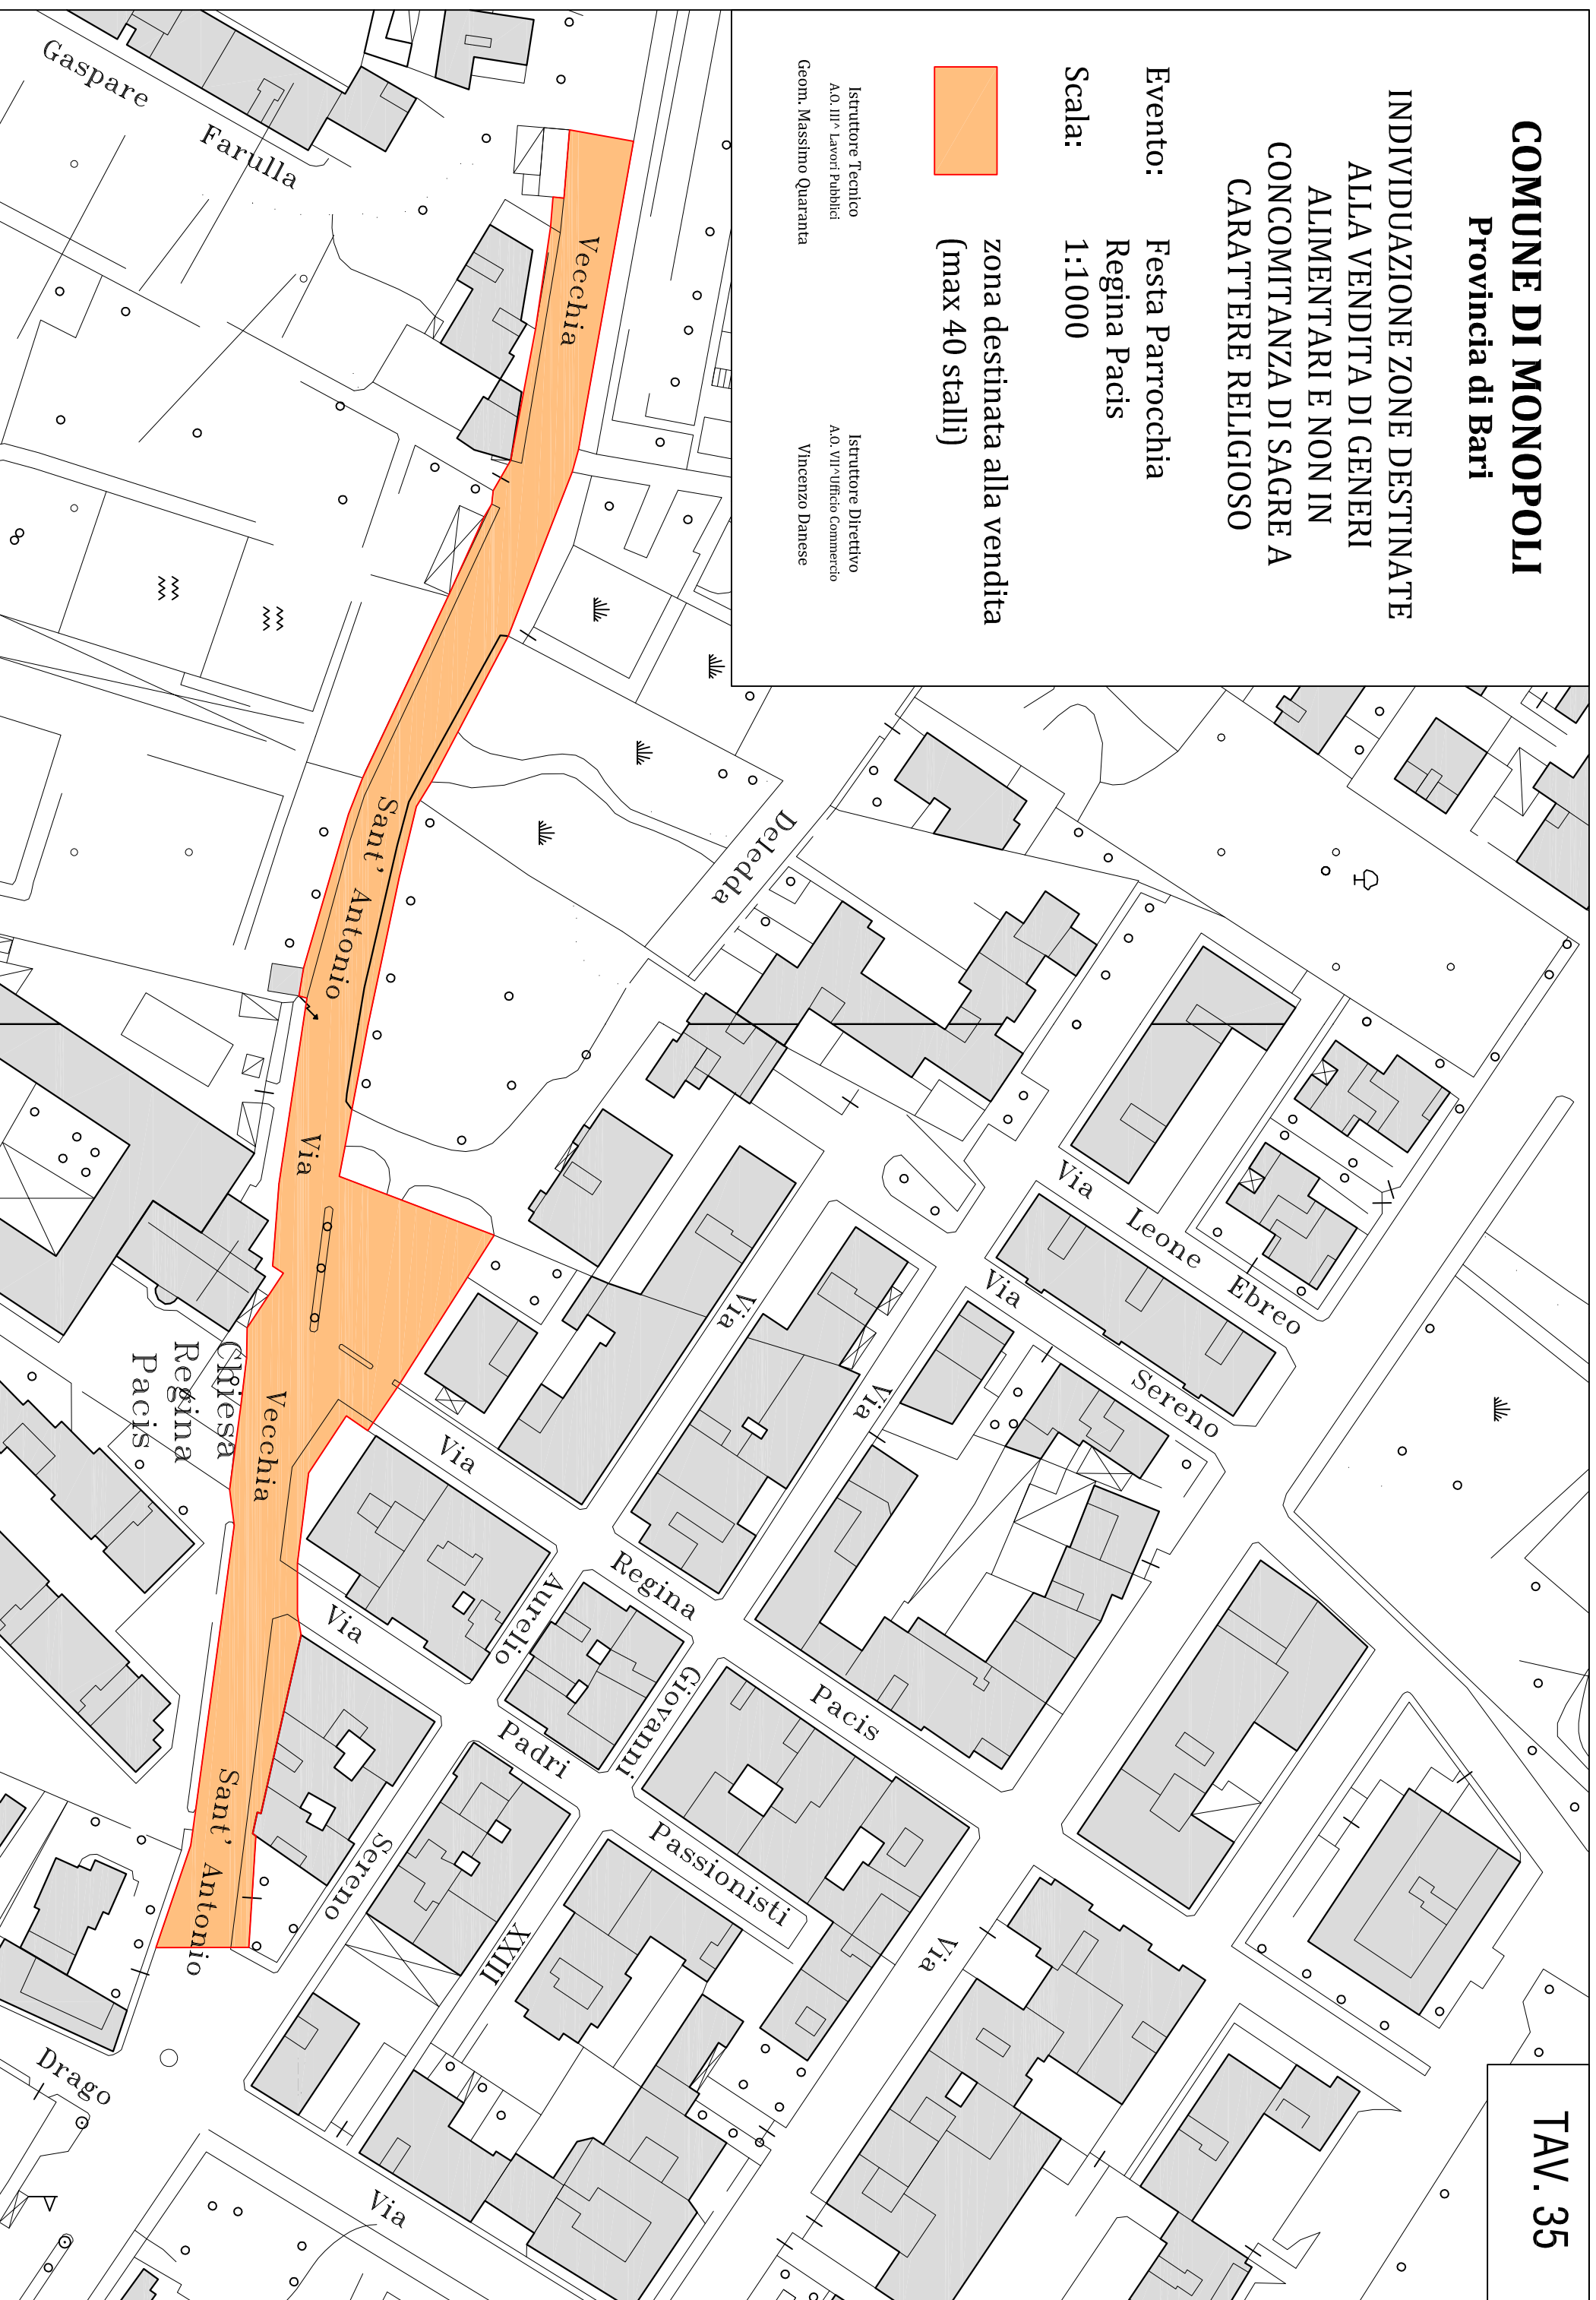 COMUNE DI MONOPOLI
Provincia di Bari
INDIVIDUAZIONE ZONE DESTINATE
ALLA VENDITA DI GENERI
ALIMENTARI E NON IN
CONCOMITANZA DI SAGRE A
CARATTERE RELIGIOSO
Evento: Festa Parrocchia
Regina Pacis
Scala: 1:1000
zona destinata alla vendita
(max 40 stalli)
Istruttore Tecnico
A.O. III^ Lavori Pubblici
Geom. Massimo Quaranta
Istruttore Direttivo
A.O. VII^Ufficio Commercio
Vincenzo Danese
TAV. 35
Gaspare Farulla
Vecchia
Sant' Antonio
Via
Vecchia
Sant' Antonio
Chiesa
Regina
Pacis
Deledda
Via Leone Ebreo
Via Sereno
Via
Via
Via Regina Pacis
Aurelio
Giovanni
Via Padri Passionisti
Sereno
XXIII
Via
Drago
Via